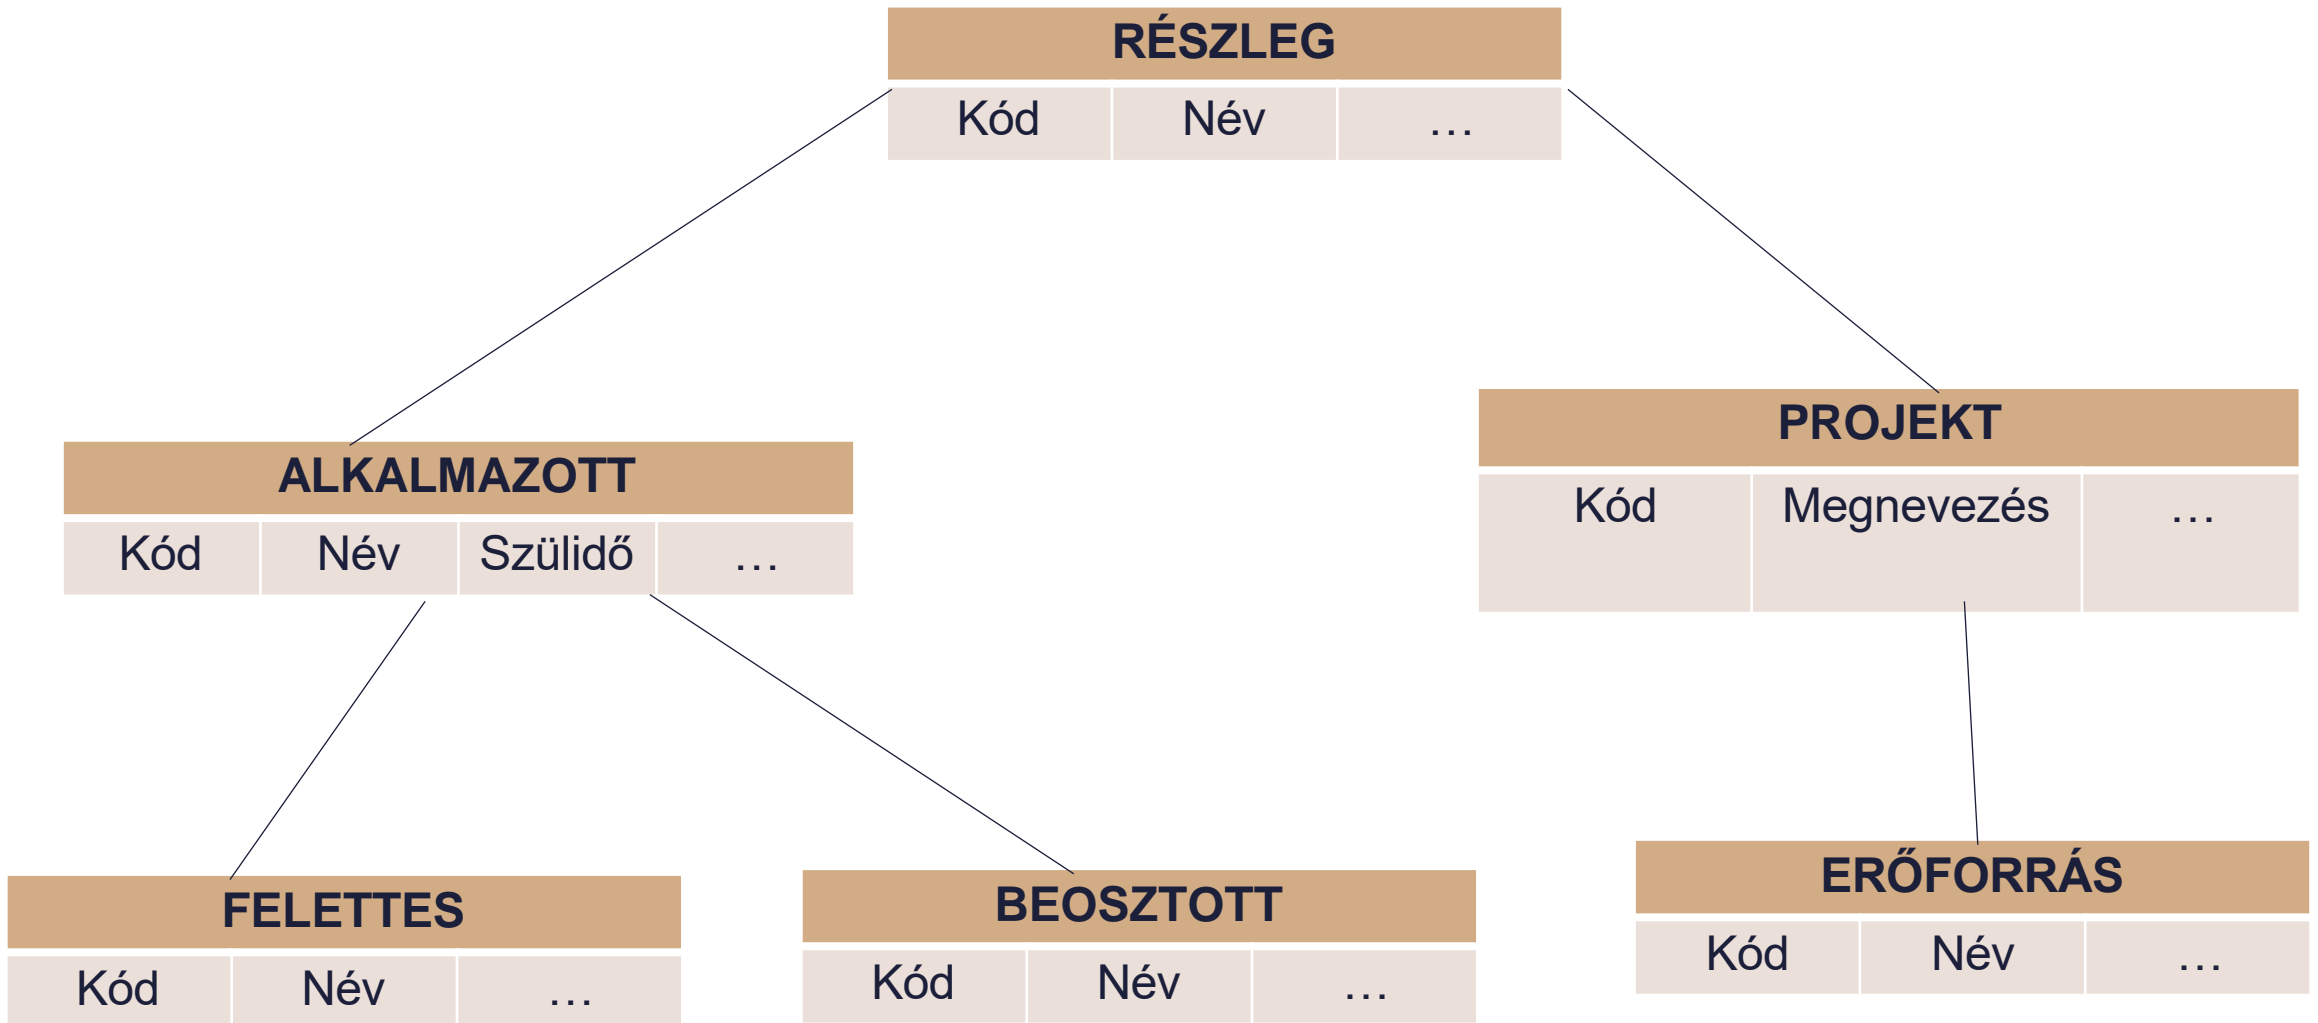 RÉSZLEG
Kód Név …
PROJEKT
Kód Megnevezés …
ALKALMAZOTT
Kód Név Szülidő …
ERŐFORRÁS
Kód Név …
BEOSZTOTT
Kód Név …
FELETTES
Kód Név …